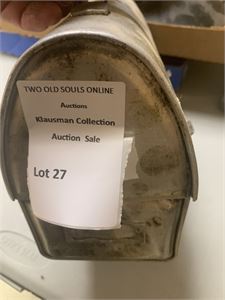 TWO OLD SOULS ONLINE
Auctions
Klausman Collection
Auction Sale
Lot 27